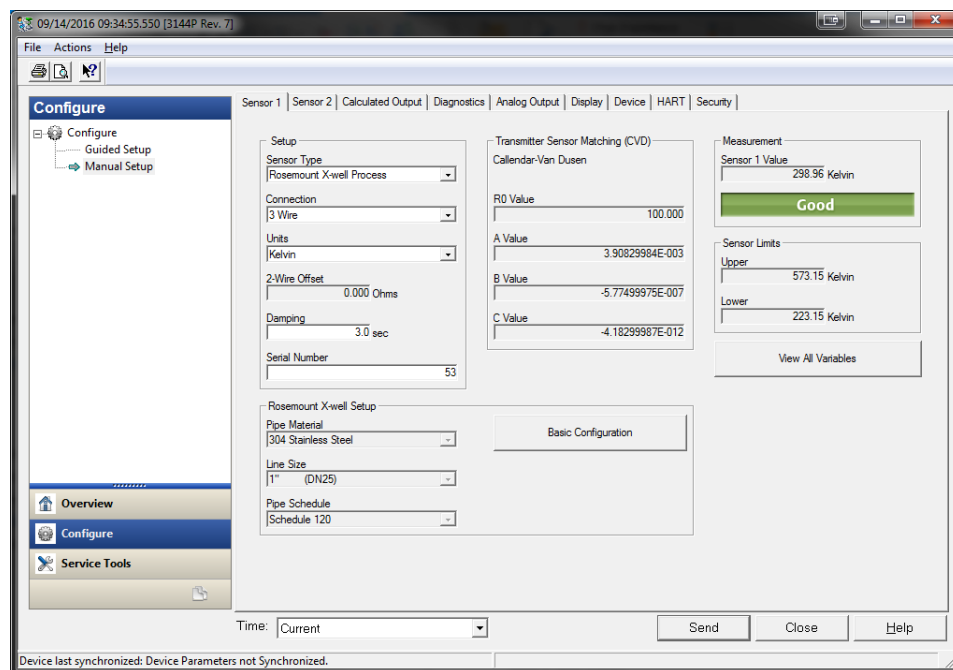 09/14/2016 09:34:55.550 [3144P Rev. 7]
File Actions Help
Configure
Configure
Guided Setup
Manual Setup
Overview
Configure
Service Tools
Sensor 1 Sensor 2 Calculated Output Diagnostics Analog Output Display Device HART Security
Setup
Sensor Type
Rosemount X-well Process
Connection
3 Wire
Units
Kelvin
2-Wire Offset
0.000 Ohms
Damping
3.0 sec
Serial Number
53
Transmitter Sensor Matching (CVD)
Callendar-Van Dusen
R0 Value
100.000
A Value
3.90829984E-003
B Value
-5.77499975E-007
C Value
-4.18299987E-012
Measurement
Sensor 1 Value
298.96 Kelvin
Good
Sensor Limits
Upper
573.15 Kelvin
Lower
223.15 Kelvin
View All Variables
Rosemount X-well Setup
Pipe Material
304 Stainless Steel
Line Size
1" (DN25)
Pipe Schedule
Schedule 120
Basic Configuration
Time: Current
Send Close Help
Device last synchronized: Device Parameters not Synchronized.